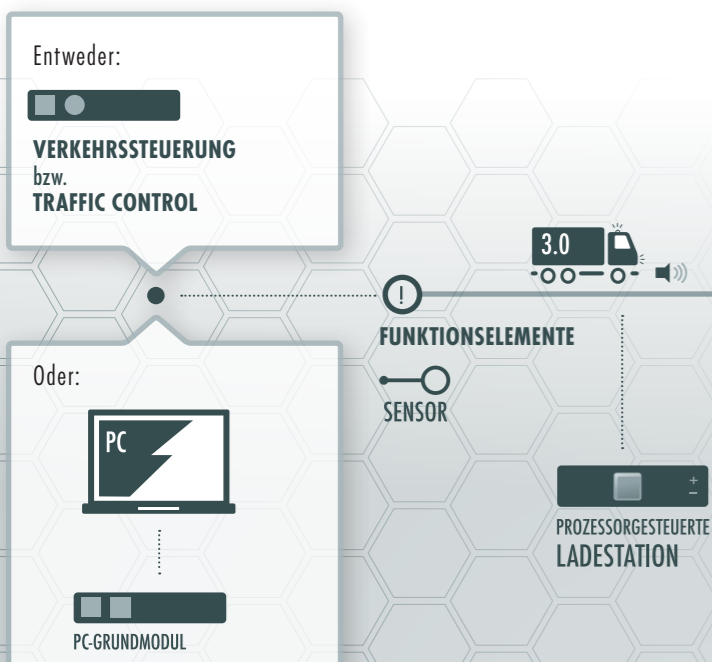 Entweder:
VERKEHRSSTEUERUNG
bzw.
TRAFFIC CONTROL
3.0
!
FUNKTIONSELEMENTE
SENSOR
Oder:
PC
PC-GRUNDMODUL
+
−
PROZESSORGESTEUERTE
LADESTATION